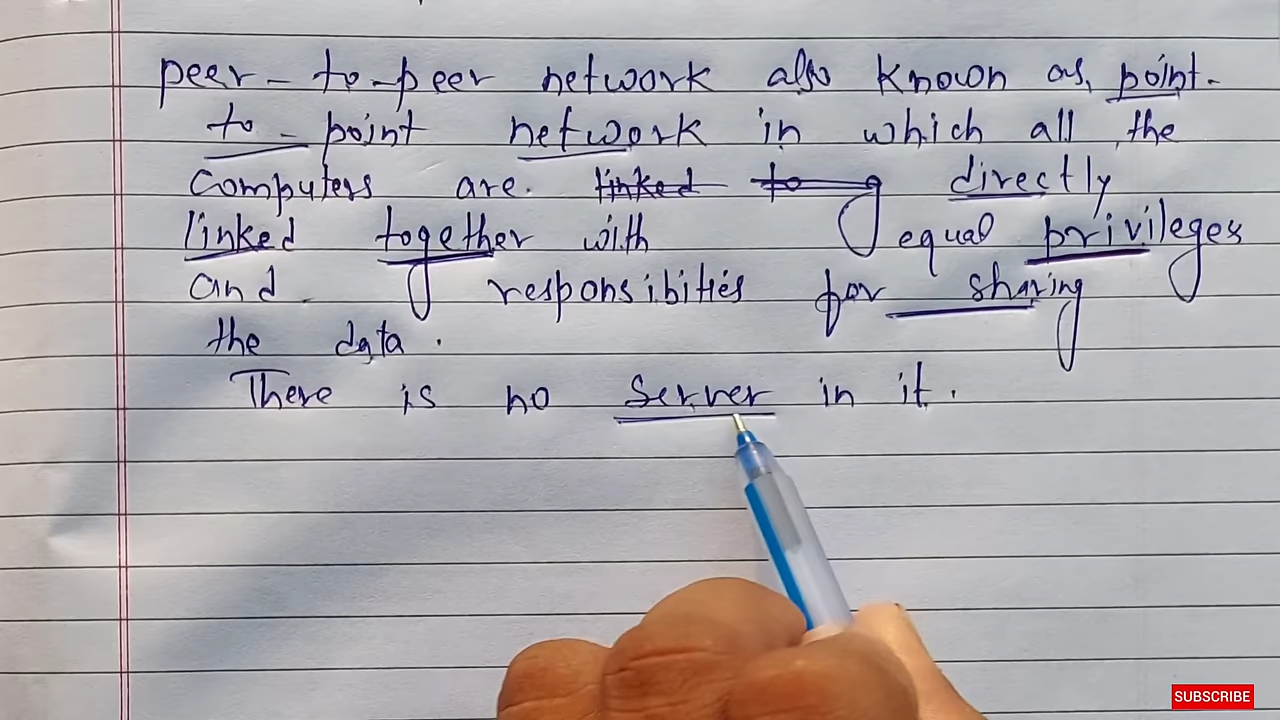 peer-to-peer network also known as, point-
to-point network in which all the
computers are. linked to g directly
linked together with equal privileges
and responsibities for sharing
the data.
There is no Server in it.
SUBSCRIBE